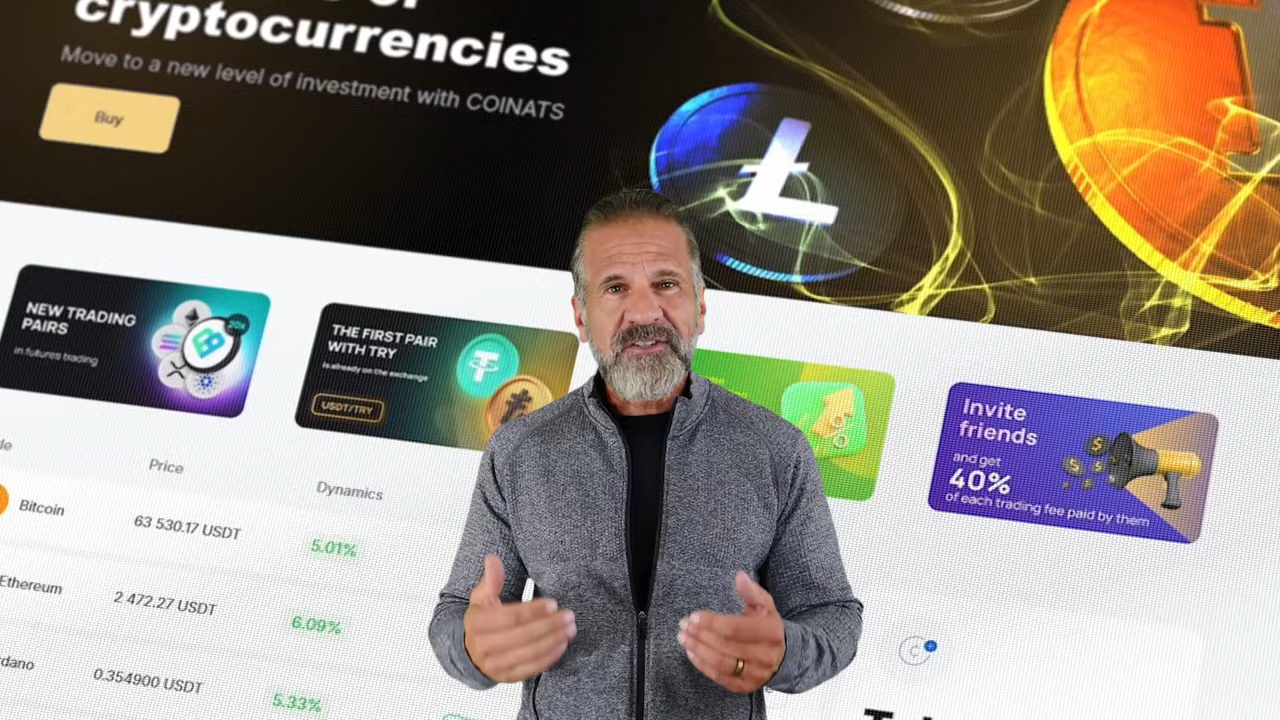 cryptocurrencies
Move to a new level of investment with COINATS
Buy
NEW TRADING
PAIRS
in futures trading
20x
THE FIRST PAIR
WITH TRY
is already on the exchange
USDT/TRY
Invite
friends
and get
40%
of each trading fee paid by them
Price
Dynamics
Bitcoin
63 530.17 USDT
5.01%
Ethereum
2 472.27 USDT
6.09%
0.354900 USDT
5.33%